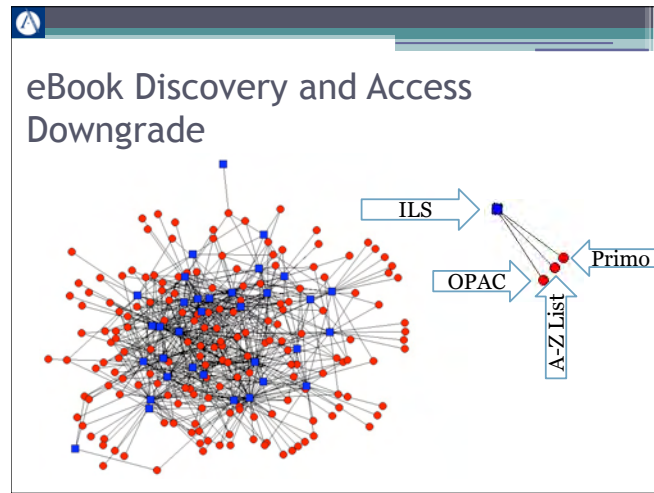 eBook Discovery and Access
Downgrade
ILS
Primo
OPAC
A-Z List